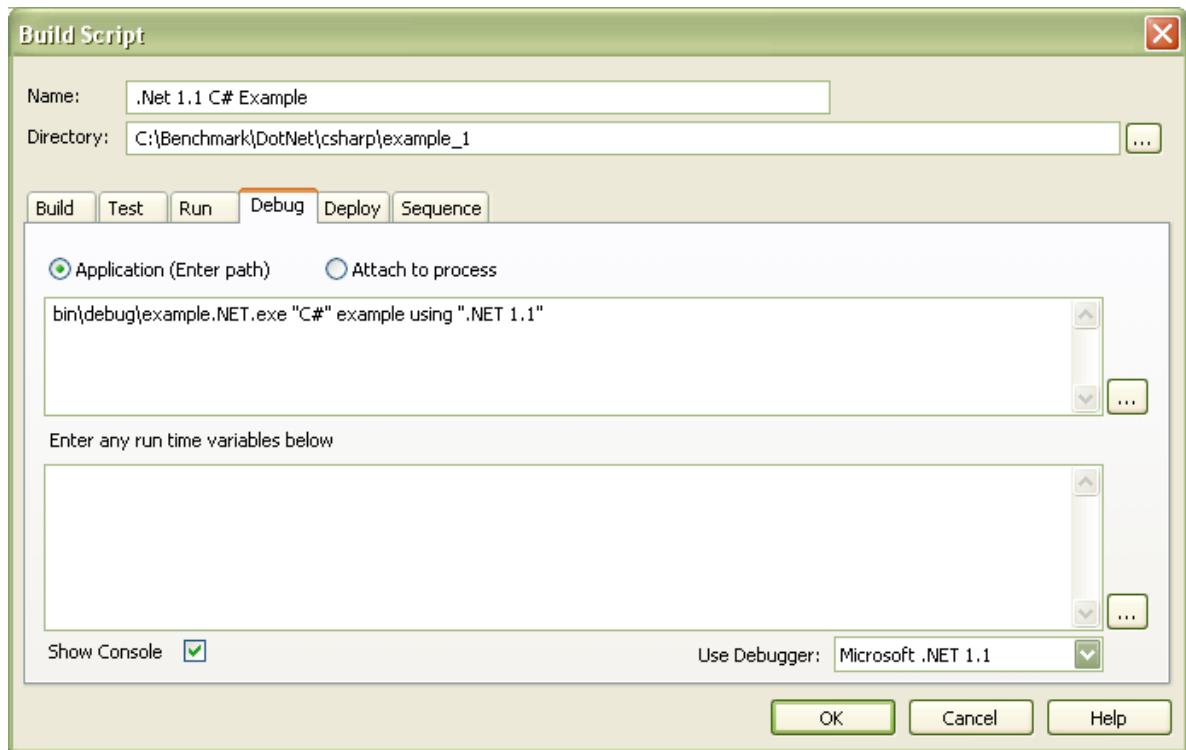 Build Script
Name: .Net 1.1 C# Example
Directory: C:\Benchmark\DotNet\csharp\example_1 ...
Build Test Run Debug Deploy Sequence
Application (Enter path) Attach to process
bin\debug\example.NET.exe "C#" example using ".NET 1.1"
...
Enter any run time variables below
...
Show Console Use Debugger: Microsoft .NET 1.1
OK Cancel Help